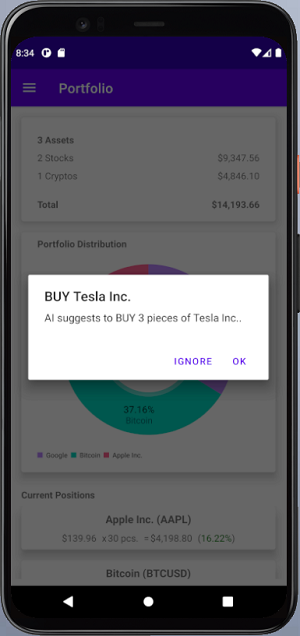 8:34
Portfolio
3 Assets
2 Stocks $9,347.56
1 Cryptos $4,846.10
Total $14,193.66
Portfolio Distribution
BUY Tesla Inc.
AI suggests to BUY 3 pieces of Tesla Inc..
IGNORE OK
37.16%
Bitcoin
Google Bitcoin Apple Inc.
Current Positions
Apple Inc. (AAPL)
$139.96 x30 pcs. = $4,198.80 (16.22%)
Bitcoin (BTCUSD)